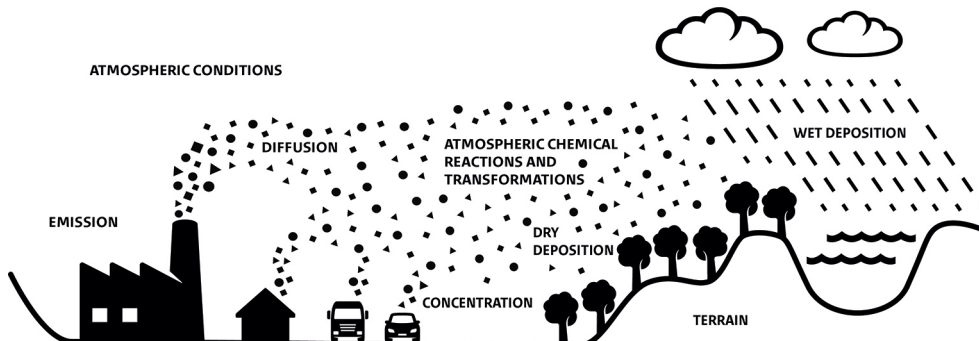 ATMOSPHERIC CONDITIONS
DIFFUSION
ATMOSPHERIC CHEMICAL
REACTIONS AND
TRANSFORMATIONS
WET DEPOSITION
EMISSION
DRY
DEPOSITION
CONCENTRATION
TERRAIN